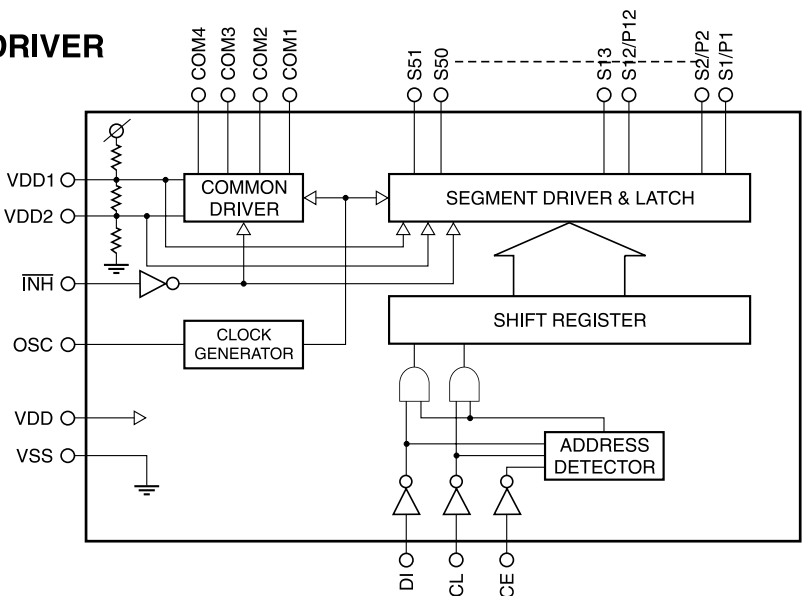 DRIVER
COM4
COM3
COM2
COM1
S51
S50
S13
S12/P12
S2/P2
S1/P1
VDD1
VDD2
INH
OSC
VDD
VSS
COMMON
DRIVER
SEGMENT DRIVER & LATCH
SHIFT REGISTER
CLOCK
GENERATOR
ADDRESS
DETECTOR
DI
CL
CE